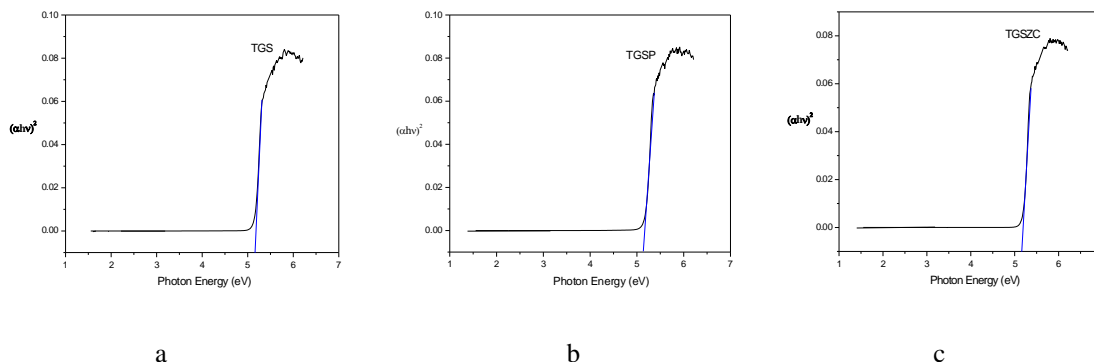 0.10
0.08
0.06
0.04
0.02
0.00
(αhν)²
TGS
1 2 3 4 5 6 7
Photon Energy (eV)
a
0.10
0.08
0.06
0.04
0.02
0.00
(αhν)²
TGSP
1 2 3 4 5 6 7
Photon Energy (eV)
b
0.08
0.06
0.04
0.02
0.00
(αhν)²
TGSZC
1 2 3 4 5 6
Photon Energy (eV)
c